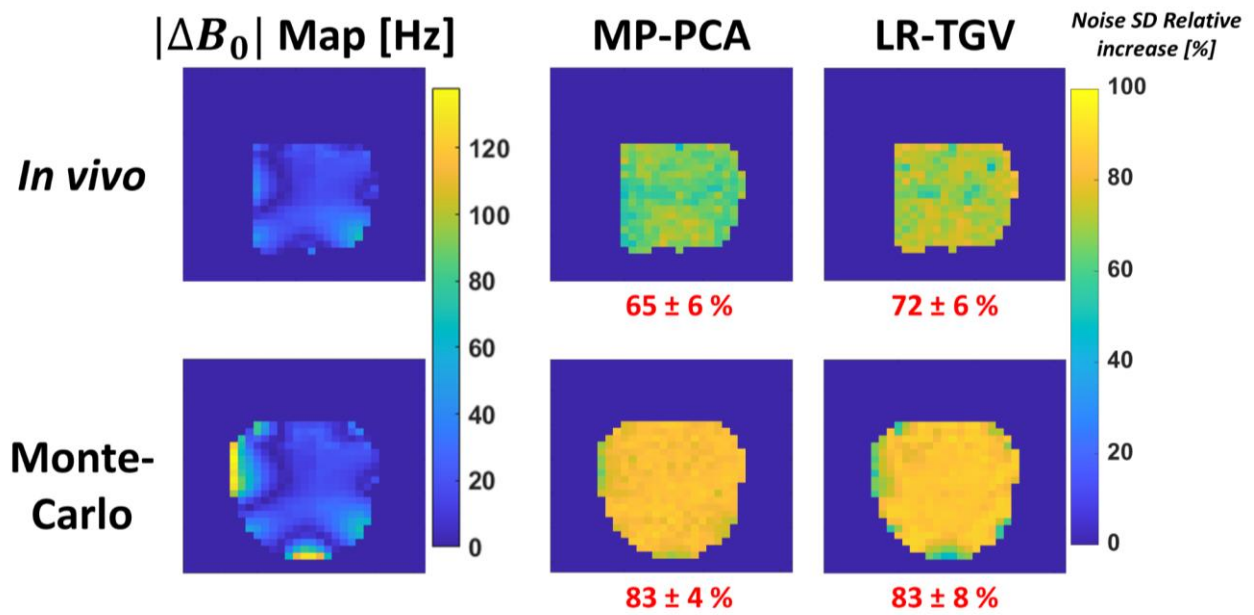 |ΔB₀| Map [Hz]
MP-PCA
LR-TGV
Noise SD Relative
increase [%]
In vivo
120
100
80
60
40
20
0
100
80
60
40
20
0
65 ± 6 %
72 ± 6 %
Monte-
Carlo
83 ± 4 %
83 ± 8 %